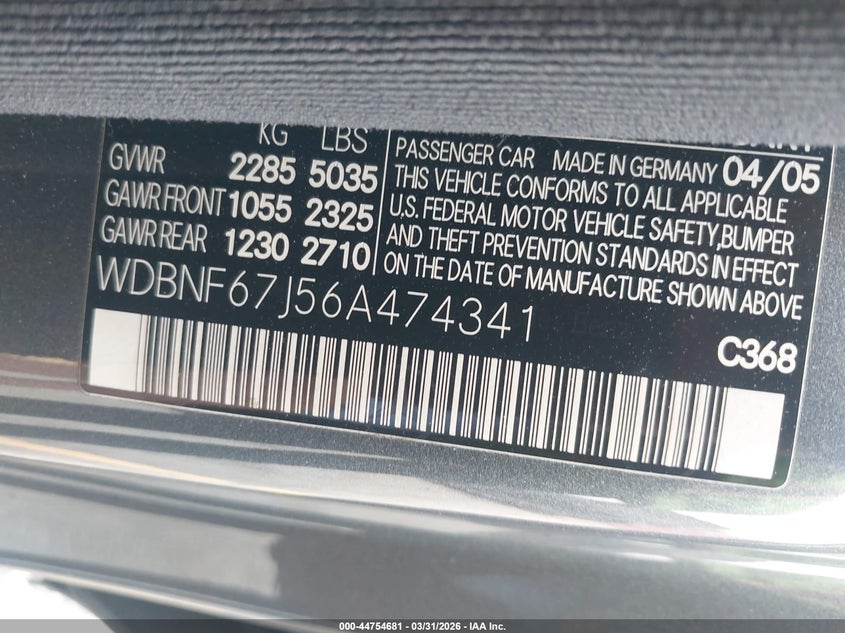 KG LBS
GVWR 2285 5035
GAWR FRONT 1055 2325
GAWR REAR 1230 2710
PASSENGER CAR MADE IN GERMANY 04/05
THIS VEHICLE CONFORMS TO ALL APPLICABLE
U.S. FEDERAL MOTOR VEHICLE SAFETY, BUMPER
AND THEFT PREVENTION STANDARDS IN EFFECT
ON THE DATE OF MANUFACTURE SHOWN ABOVE
WDBNF67J56A474341
C368
000-44754681 - 03/31/2026 - IAA Inc.